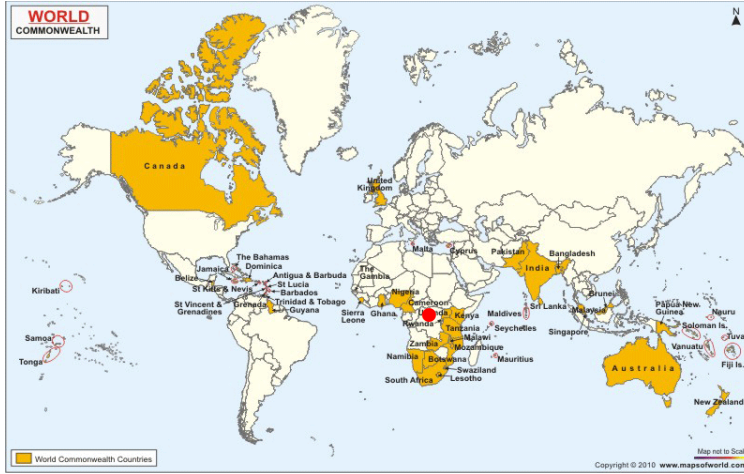 WORLD
COMMONWEALTH
N
Canada
United
Kingdom
The Bahamas
Jamaica
Dominica
Belize
Antigua & Barbuda
St Kitts & Nevis
St Lucia
Barbados
St Vincent &
Grenadines
Grenada
Trinidad & Tobago
Guyana
Kiribati
Samoa
Tonga
Malta
Cyprus
Pakistan
Bangladesh
India
The
Gambia
Nigeria
Cameroon
Sierra
Leone
Ghana
Kenya
Rwanda
Tanzania
Malawi
Zambia
Mozambique
Namibia
Botswana
Swaziland
South Africa
Lesotho
Maldives
Sri Lanka
Seychelles
Mauritius
Brunei
Malaysia
Singapore
Papua New
Guinea
Nauru
Soloman Is.
Tuva
Vanuatu
Fiji Is.
Australia
New Zealand
World Commonwealth Countries
Map not to Scal
Copyright © 2010 www.mapsofworld.com